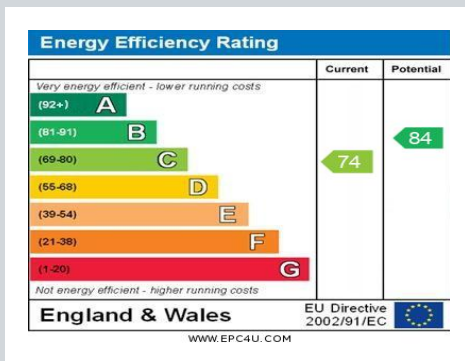 Energy Efficiency Rating
Current Potential
Very energy efficient - lower running costs
(92+) A
(81-91) B
84
(69-80) C
74
(55-68) D
(39-54) E
(21-38) F
(1-20) G
Not energy efficient - higher running costs
England & Wales
EU Directive
2002/91/EC
WWW.EPC4U.COM